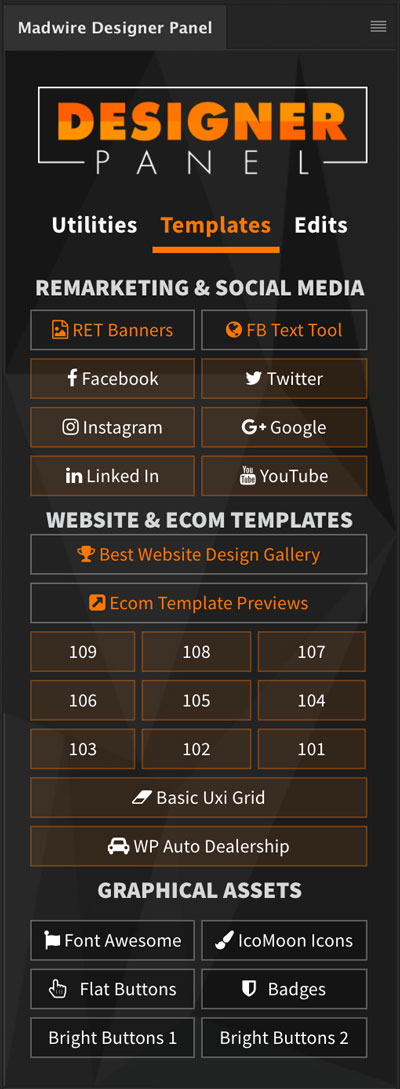 Madwire Designer Panel
DESIGNER
PANEL
Utilities Templates Edits
REMARKETING & SOCIAL MEDIA
RET Banners FB Text Tool
Facebook Twitter
Instagram Google
Linked In YouTube
WEBSITE & ECOM TEMPLATES
Best Website Design Gallery
Ecom Template Previews
109 108 107
106 105 104
103 102 101
Basic Uxi Grid
WP Auto Dealership
GRAPHICAL ASSETS
Font Awesome IcoMoon Icons
Flat Buttons Badges
Bright Buttons 1 Bright Buttons 2